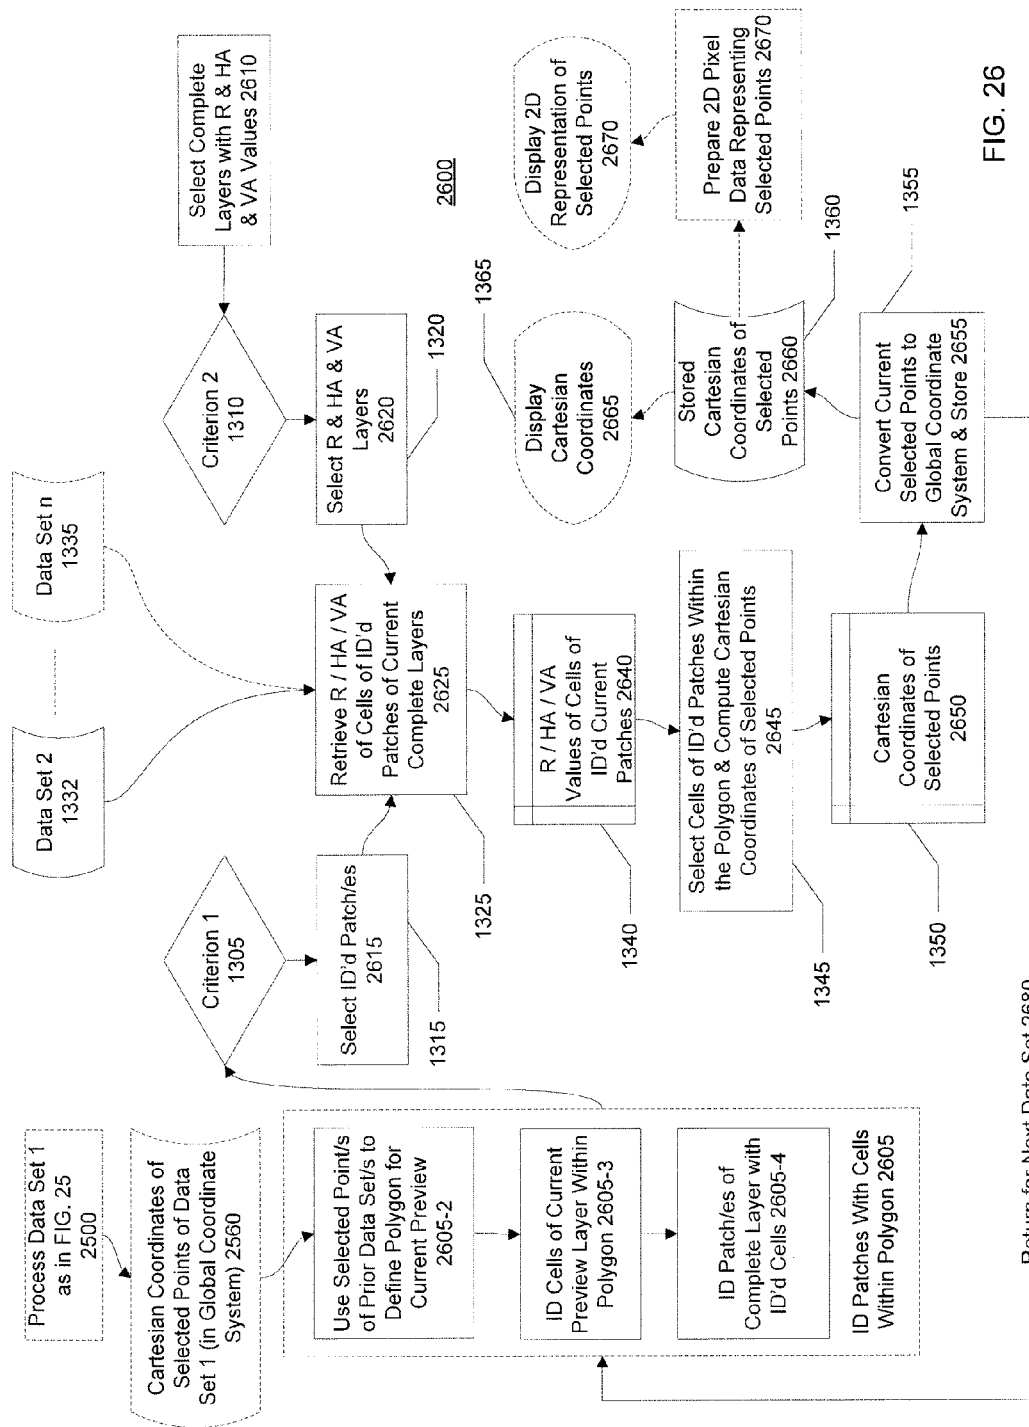 Process Data Set 1
as in FIG. 25
2500
Cartesian Coordinates of
Selected Points of Data
Set 1 (in Global Coordinate
System) 2560
Use Selected Point/s
of Prior Data Set/s to
Define Polygon for
Current Preview
2605-2
ID Cells of Current
Preview Layer Within
Polygon 2605-3
ID Patch/es of
Complete Layer with
ID'd Cells 2605-4
ID Patches With Cells
Within Polygon 2605
Criterion 1
1305
Select ID'd Patch/es
2615
1315
Data Set 2
1332
Data Set n
1335
Retrieve R / HA / VA
of Cells of ID'd
Patches of Current
Complete Layers
2625
1325
R / HA / VA
Values of Cells of
ID'd Current
Patches 2640
1340
Select Cells of ID'd Patches Within
the Polygon & Compute Cartesian
Coordinates of Selected Points
2645
1345
Cartesian
Coordinates of
Selected Points
2650
1350
Select Complete
Layers with R & HA
& VA Values 2610
Criterion 2
1310
Select R & HA & VA
Layers
2620
1320
2600
1365
Display
Cartesian
Coordinates
2665
Display 2D
Representation of
Selected Points
2670
Stored
Cartesian
Coordinates of
Selected
Points 2660
1360
Prepare 2D Pixel
Data Representing
Selected Points 2670
Convert Current
Selected Points to
Global Coordinate
System & Store 2655
1355
Return for Next Data Set 2680
FIG. 26